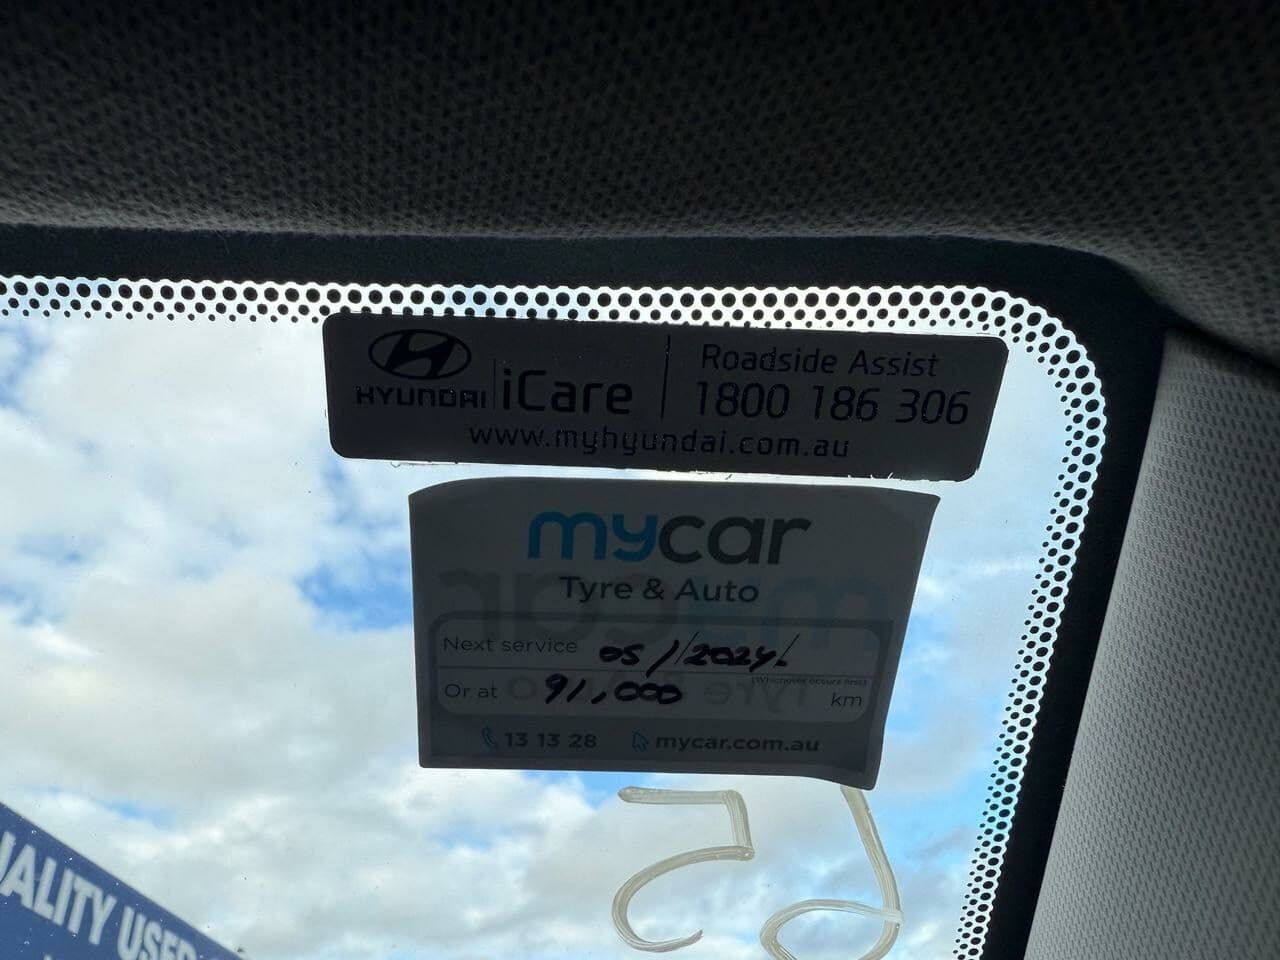 HYUNDAI iCare
Roadside Assist
1800 186 306
www.myhyundai.com.au
mycar
Tyre & Auto
Next service 05//2024
(Whichever occurs first)
Or at 91,000 km
13 13 28 mycar.com.au
UALITY USED